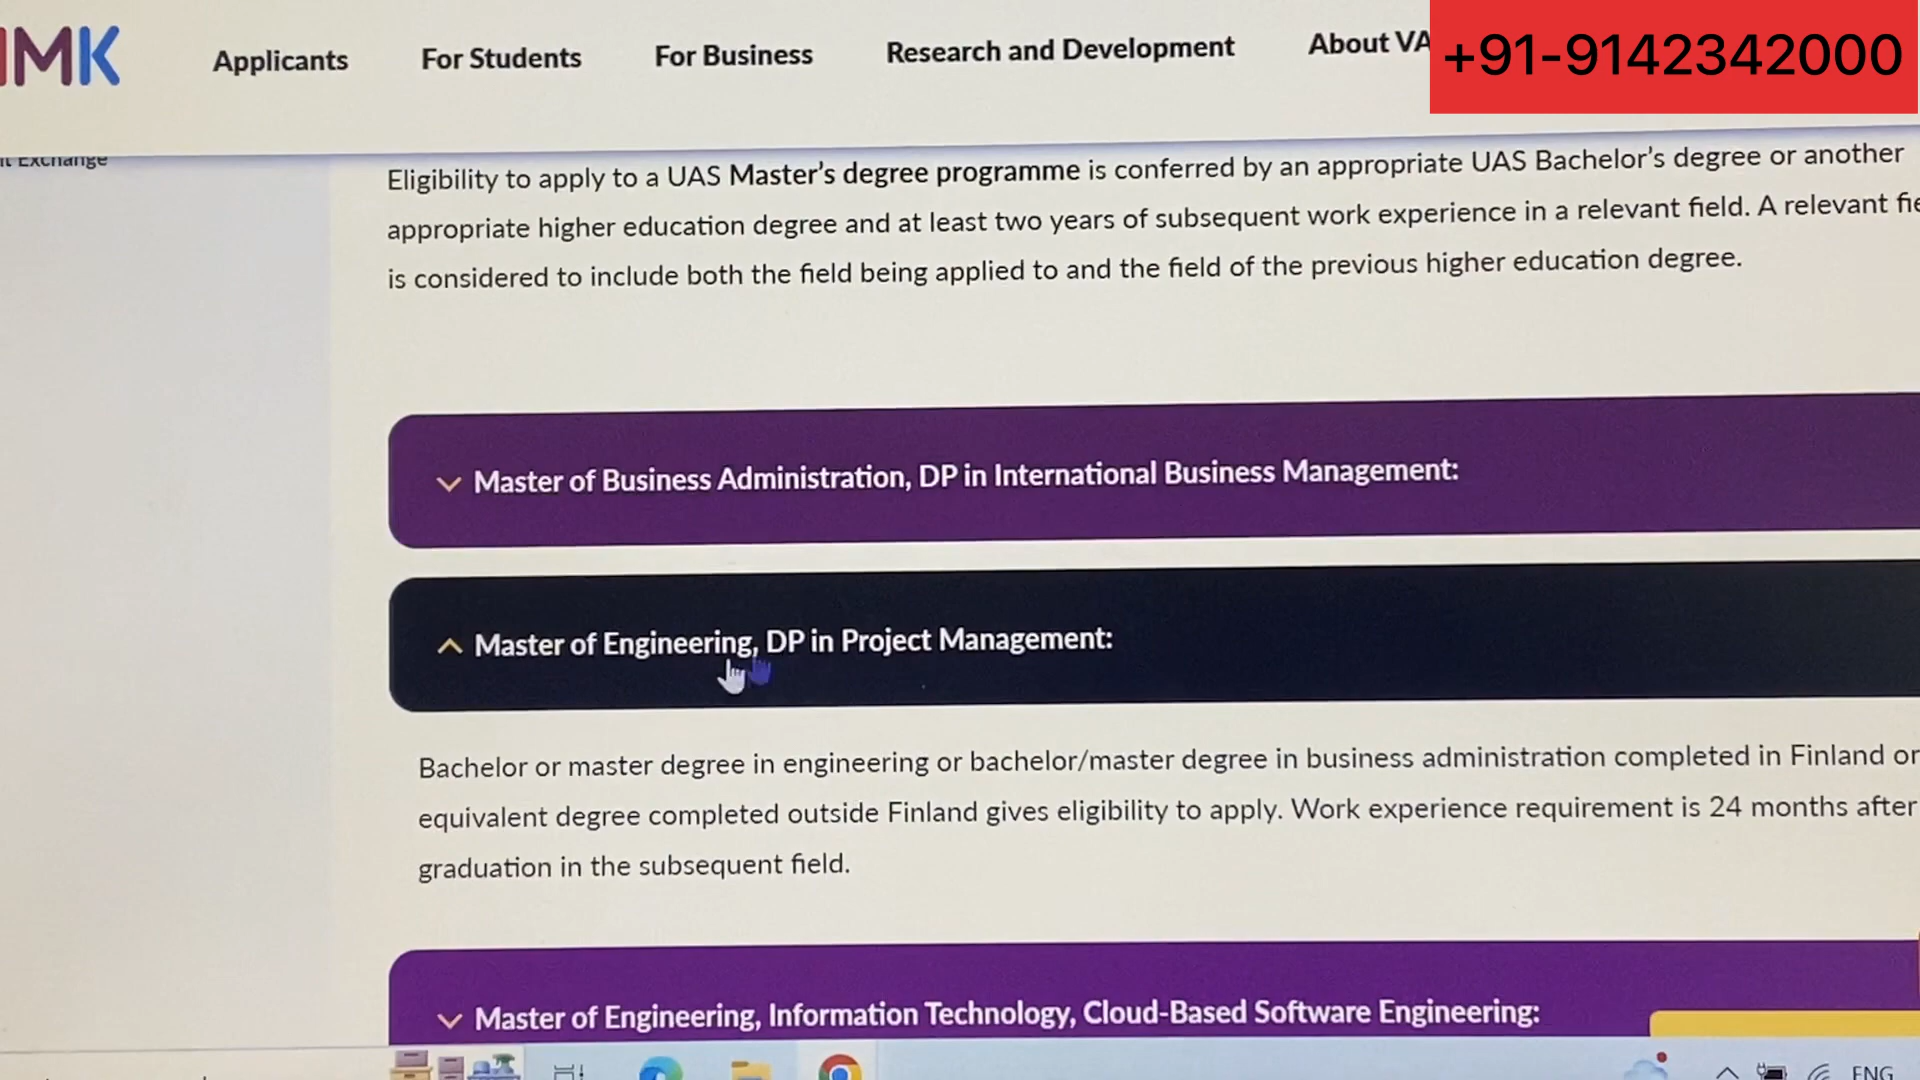 MK
Applicants
For Students
For Business
Research and Development
About VA
+91-9142342000
Exchange
Eligibility to apply to a UAS Master's degree programme is conferred by an appropriate UAS Bachelor's degree or another
appropriate higher education degree and at least two years of subsequent work experience in a relevant field. A relevant fie
is considered to include both the field being applied to and the field of the previous higher education degree.
Master of Business Administration, DP in International Business Management:
Master of Engineering, DP in Project Management:
Bachelor or master degree in engineering or bachelor/master degree in business administration completed in Finland or
equivalent degree completed outside Finland gives eligibility to apply. Work experience requirement is 24 months after
graduation in the subsequent field.
Master of Engineering, Information Technology, Cloud-Based Software Engineering:
ENG